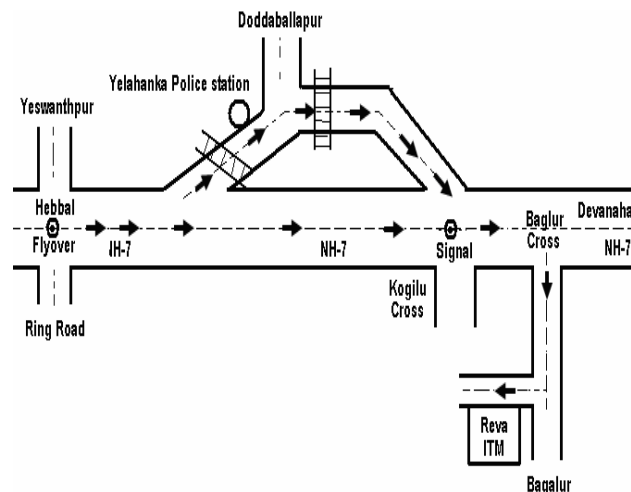 Doddaballapur
Yelahanka Police station
Yeswanthpur
Hebbal
Flyover
NH-7
NH-7
Signal
Baglur
Cross
Devanaha
NH-7
Kogilu
Cross
Ring Road
Reva
ITM
Bagalur